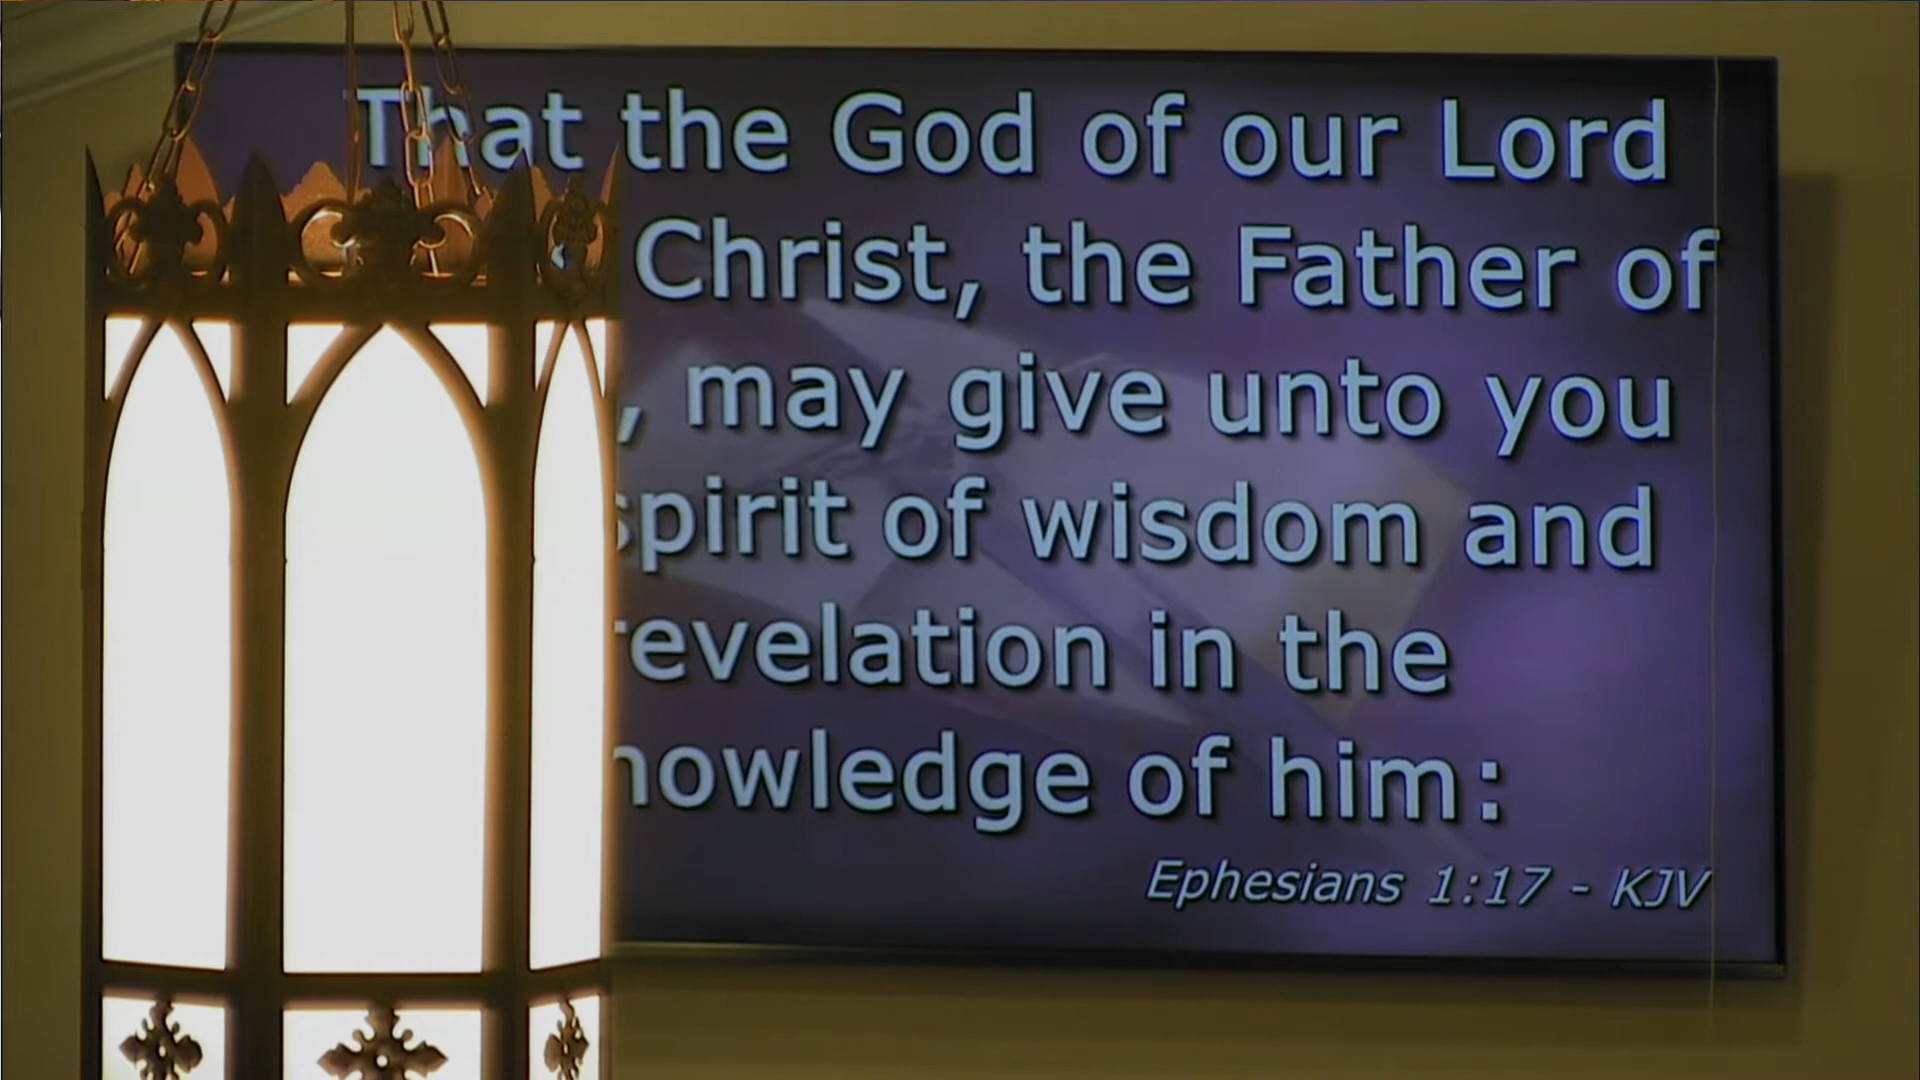 That the God of our Lord
Christ, the Father of
, may give unto you
spirit of wisdom and
revelation in the
of him:
Ephesians 1:17 - KJV